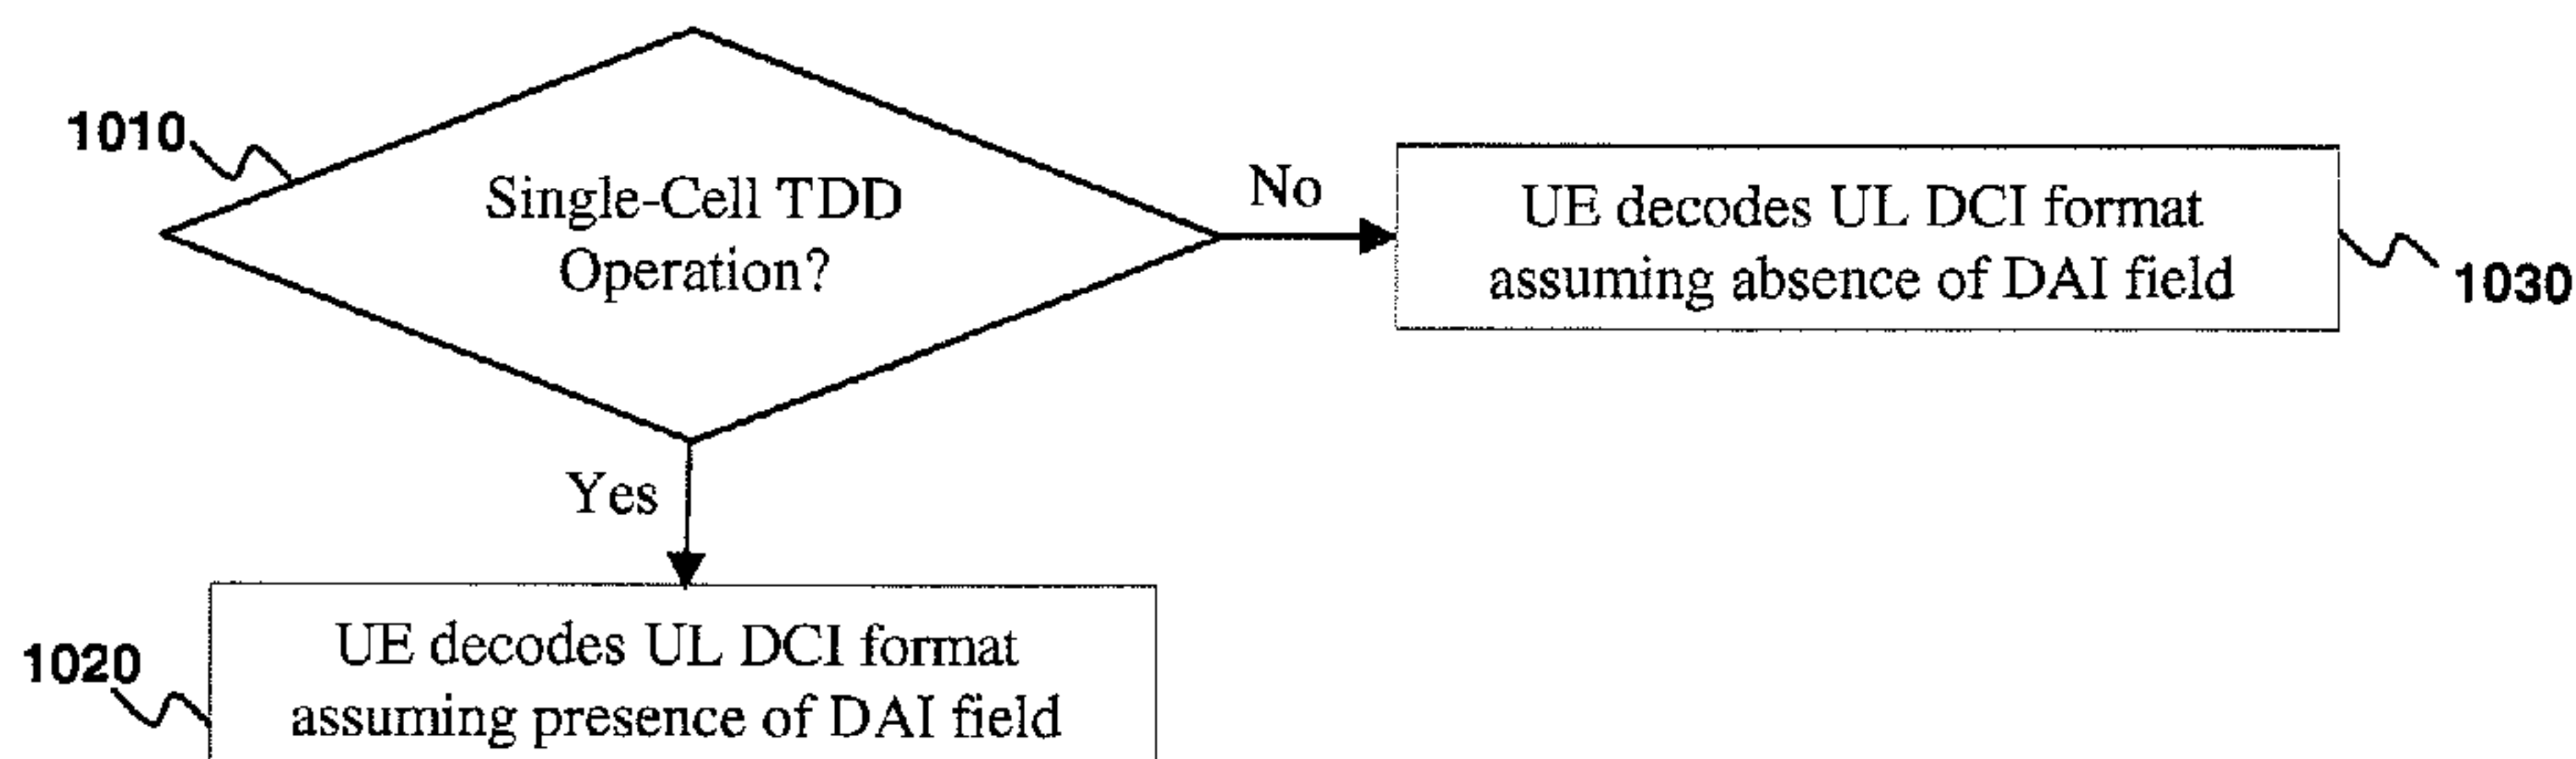 1010
Single-Cell TDD
Operation?
No
UE decodes UL DCI format
assuming absence of DAI field
1030
Yes
1020
UE decodes UL DCI format
assuming presence of DAI field